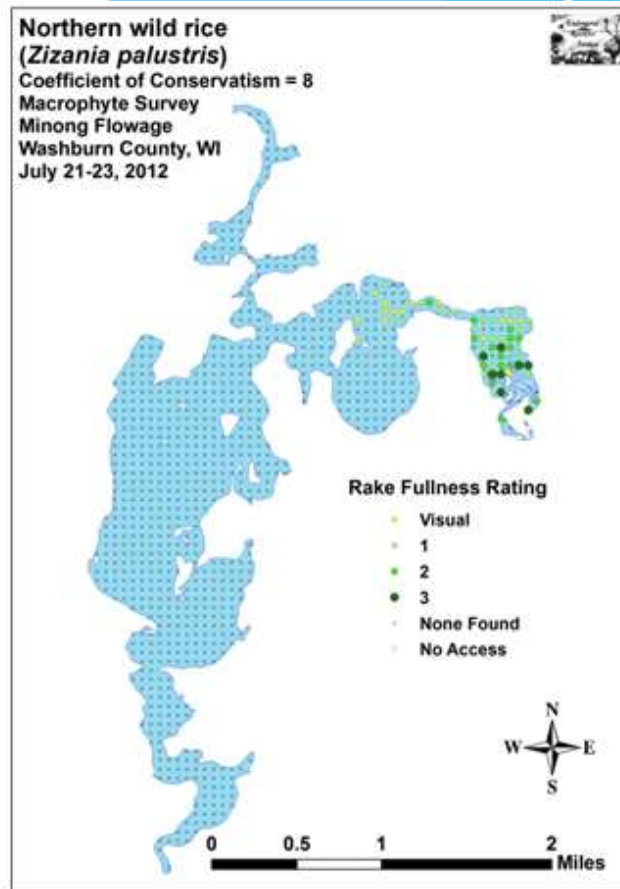 Northern wild rice
(Zizania palustris)
Coefficient of Conservatism = 8
Macrophyte Survey
Minong Flowage
Washburn County, WI
July 21-23, 2012
Rake Fullness Rating
Visual
1
2
3
None Found
No Access
N
W E
S
0 0.5 1 2
Miles